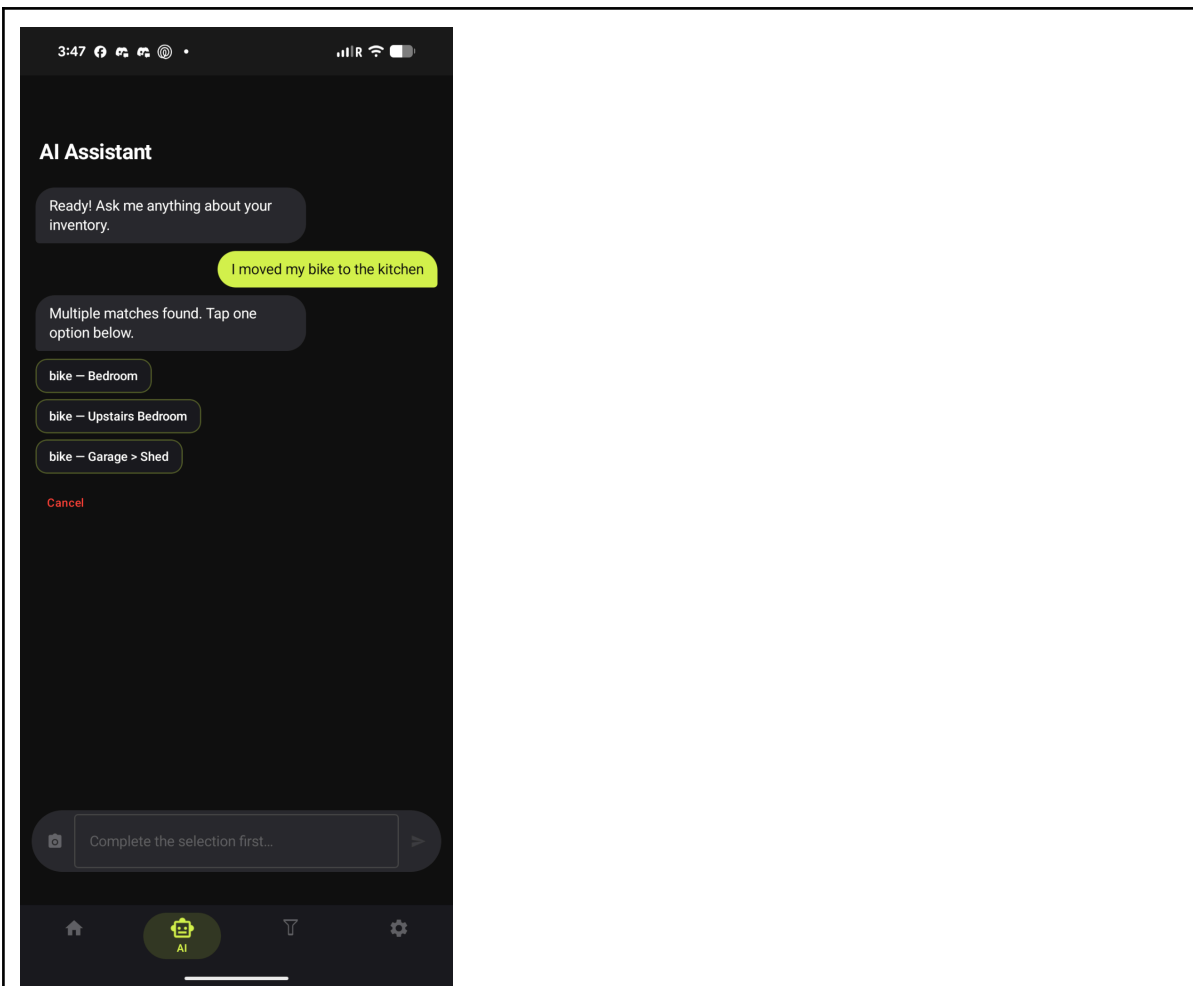 3:47
R
AI Assistant
Ready! Ask me anything about your
inventory.
I moved my bike to the kitchen
Multiple matches found. Tap one
option below.
bike — Bedroom
bike — Upstairs Bedroom
bike — Garage > Shed
Cancel
Complete the selection first...
AI